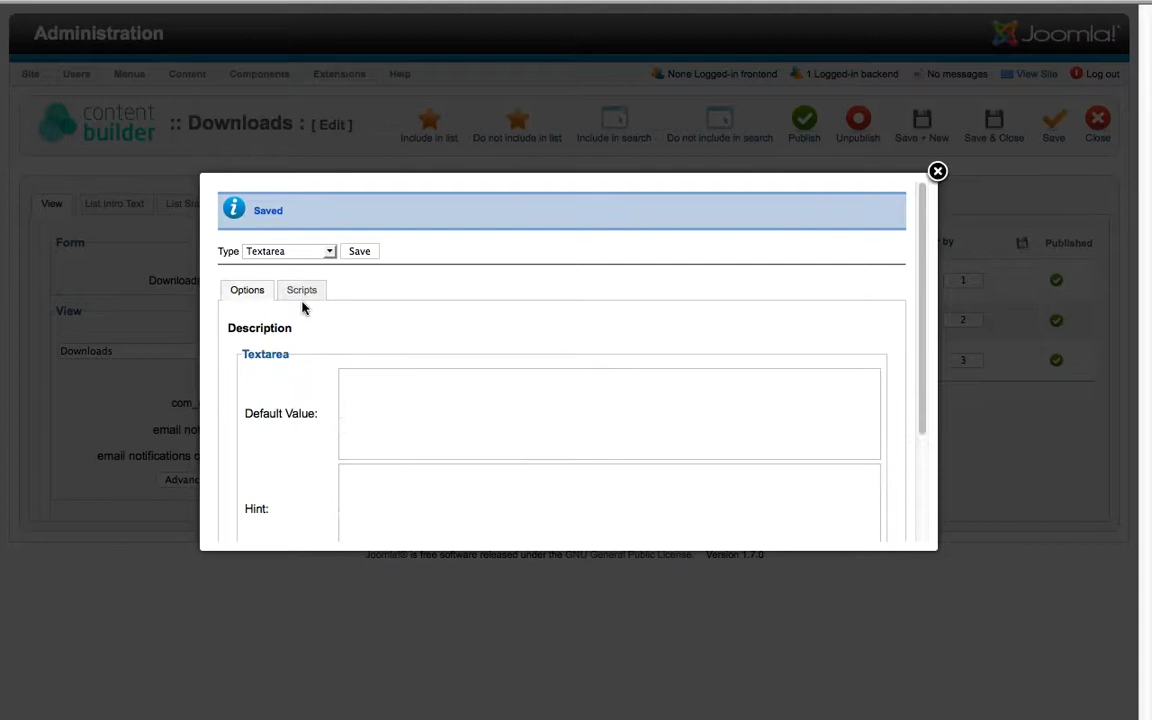 Administration
Joomla!
Site Users Menus Content Components Extensions Help
None Logged-in frontend 1 Logged-in backend No messages View Site Log out
content builder :: Downloads : [ Edit ]
Include in list Do not include in list Include in search Do not include in search Publish Unpublish Save + New Save & Close Save Close
View List Intro Text List
by Published
Form
Downloads 1
View 2
Downloads 3
com_
email
email notifications
Saved
Type Textarea Save
Options Scripts
Description
Textarea
Default Value:
Hint:
Joomla!® is free software released under the GNU General Public License. Version 1.7.0